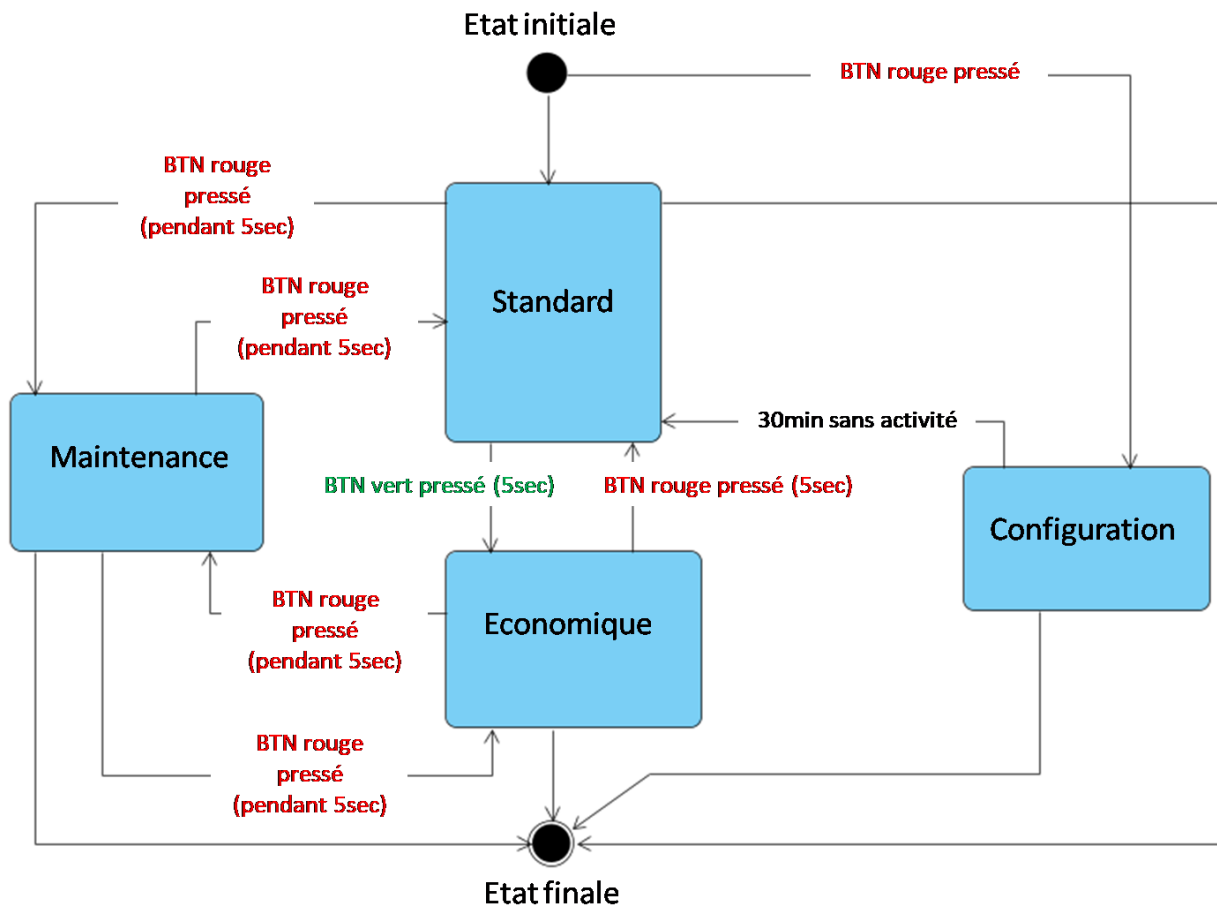 Etat initiale
BTN rouge pressé
BTN rouge
pressé
(pendant 5sec)
BTN rouge
pressé
(pendant 5sec)
Standard
30min sans activité
Maintenance
BTN vert pressé (5sec)
BTN rouge pressé (5sec)
Configuration
BTN rouge
pressé
(pendant 5sec)
Economique
BTN rouge
pressé
(pendant 5sec)
Etat finale